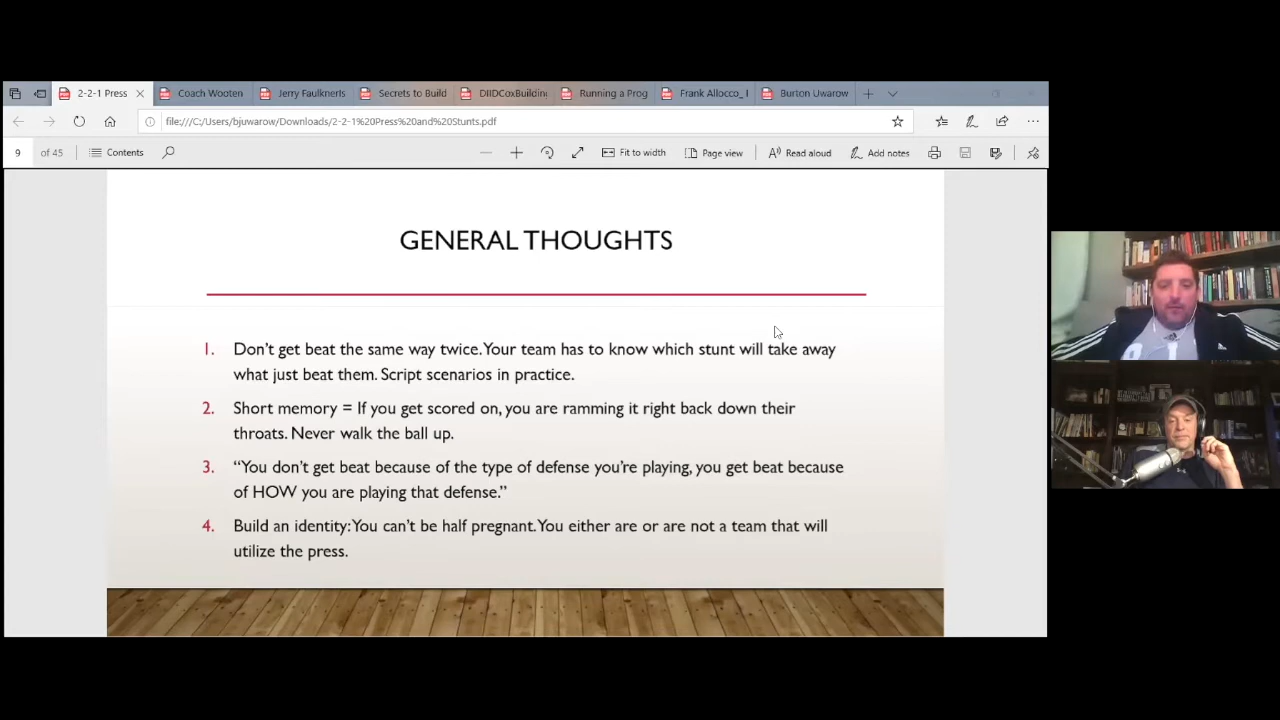 2-2-1 Press
Coach Wooten
Jerry Faulkneris
Secrets to Build
DIIDCoxBuilding
Running a Prog
Frank Allocco_
Burton Uwarow
file:///C:/Users/bjuwarow/Downloads/2-2-1%20Press%20and%20Stunts.pdf
9 of 45 Contents Fit to width Page view Read aloud Add notes
GENERAL THOUGHTS
1. Don't get beat the same way twice. Your team has to know which stunt will take away
what just beat them. Script scenarios in practice.
2. Short memory = If you get scored on, you are ramming it right back down their
throats. Never walk the ball up.
3. “You don't get beat because of the type of defense you're playing, you get beat because
of HOW you are playing that defense.”
4. Build an identity: You can't be half pregnant. You either are or are not a team that will
utilize the press.